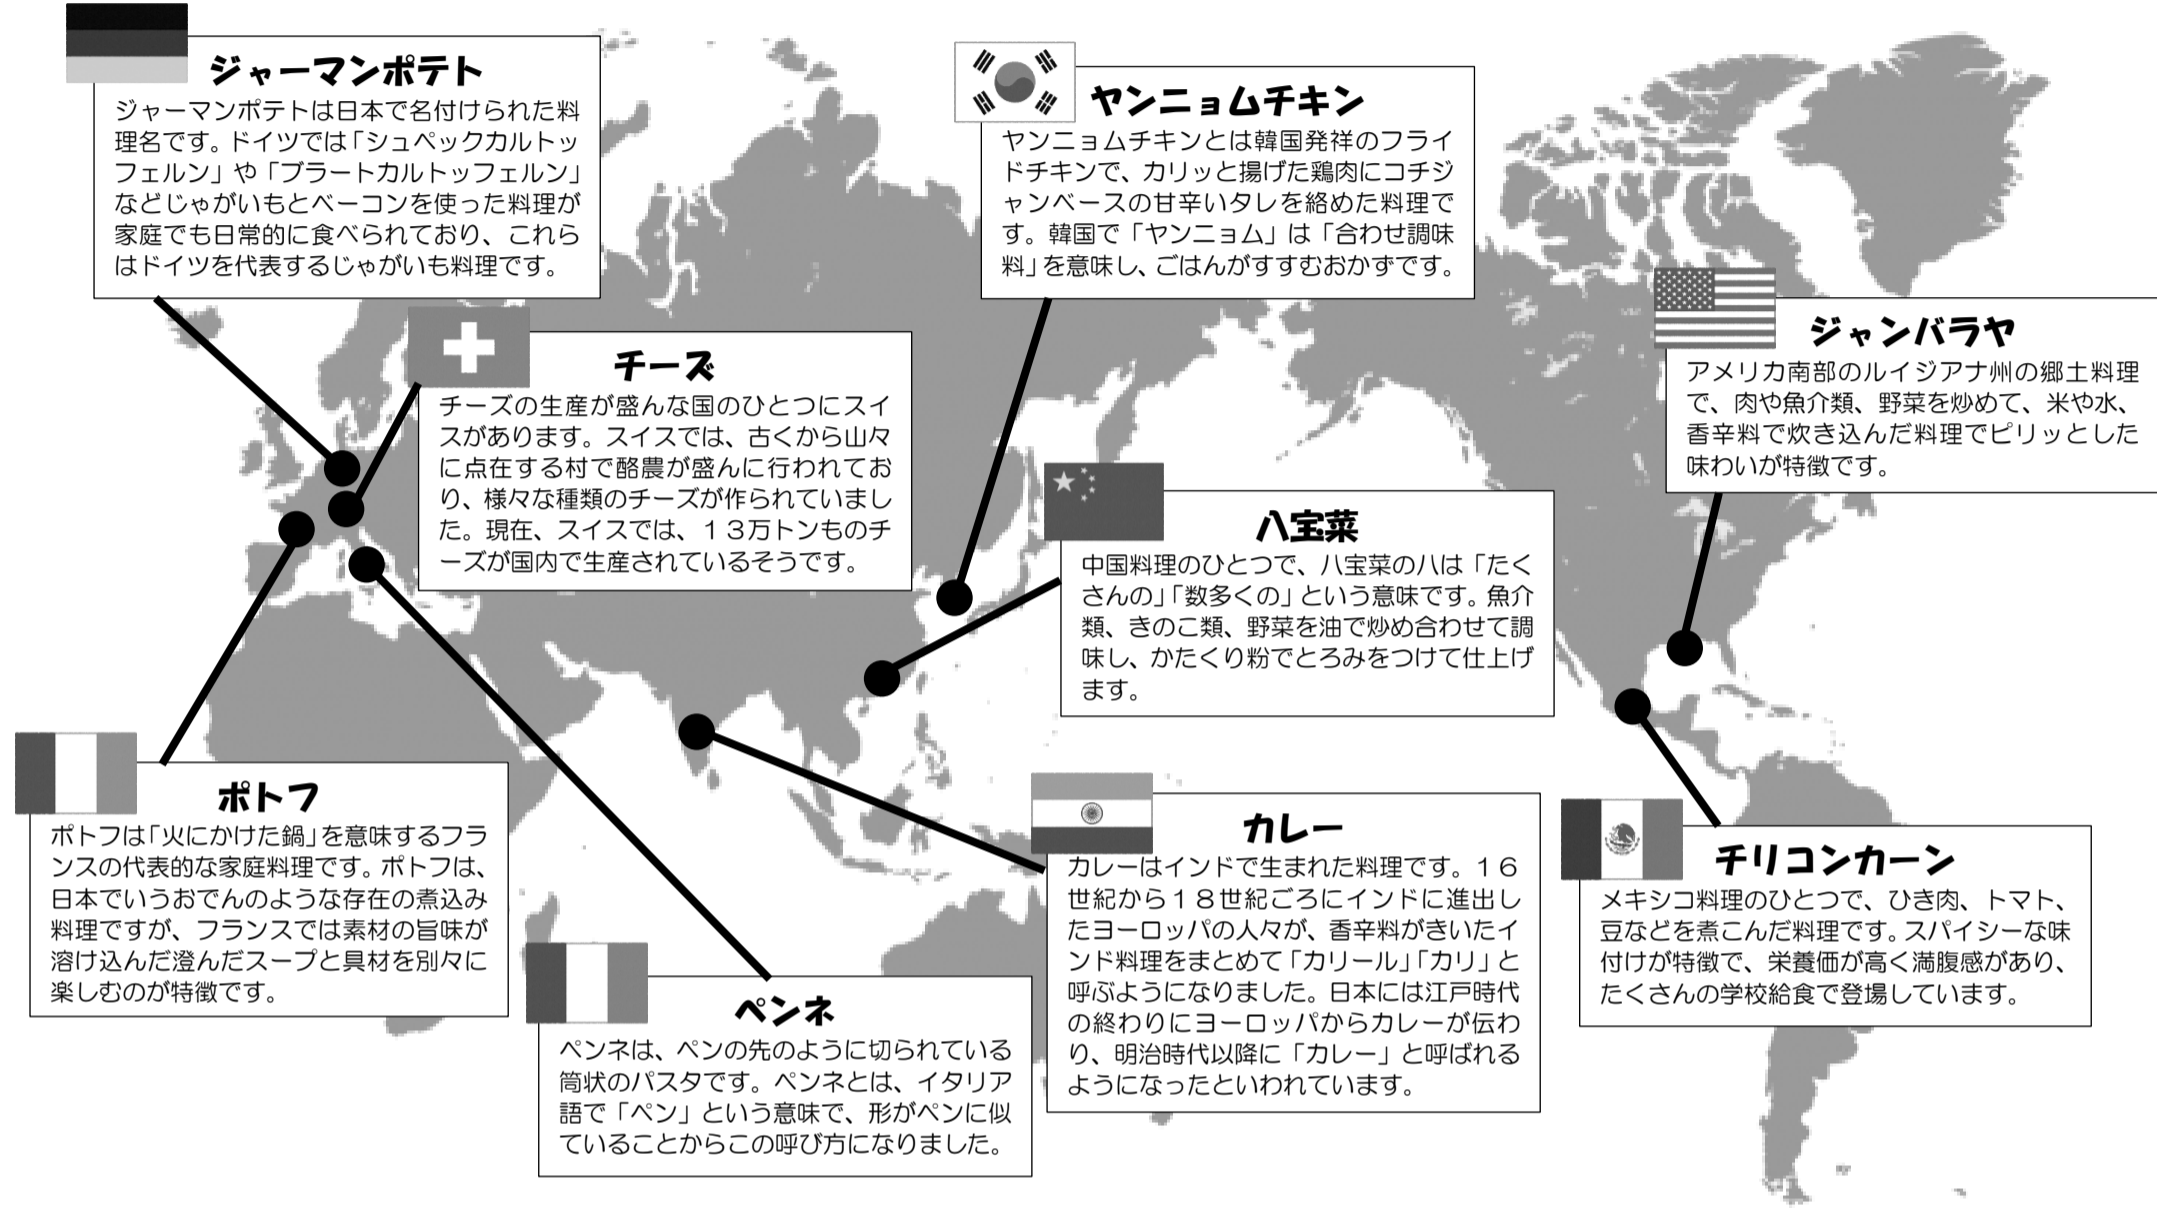 ジャーマンポテト
ジャーマンポテトは日本で名付けられた料
理名です。ドイツでは「シュペックカルトッ
フェルン」や「ブラートカルトッフェルン」
などじゃがいもとベーコンを使った料理が
家庭でも日常的に食べられており、これら
はドイツを代表するじゃがいも料理です。
ヤンニョムチキン
ヤンニョムチキンとは韓国発祥のフライ
ドチキンで、カリッと揚げた鶏肉にコチジ
ャンベースの甘辛いタレを絡めた料理で
す。韓国で「ヤンニョム」は「合わせ調味
料」を意味し、ごはんがすすむおかずです。
ジャンバラヤ
アメリカ南部のルイジアナ州の郷土料理
で、肉や魚介類、野菜を炒めて、米や水、
香辛料で炊き込んだ料理でピリッとした
味わいが特徴です。
チーズ
チーズの生産が盛んな国のひとつにスイ
スがあります。スイスでは、古くから山々
に点在する村で酪農が盛んに行われてお
り、様々な種類のチーズが作られていまし
た。現在、スイスでは、１３万トンものチ
ーズが国内で生産されているそうです。
八宝菜
中国料理のひとつで、八宝菜の八は「たく
さんの」「数多くの」という意味です。魚介
類、きのこ類、野菜を油で炒め合わせて調
味し、かたくり粉でとろみをつけて仕上げ
ます。
ポトフ
ポトフは「火にかけた鍋」を意味するフラ
ンスの代表的な家庭料理です。ポトフは、
日本でいうおでんのような存在の煮込み
料理ですが、フランスでは素材の旨味が
溶け込んだ澄んだスープと具材を別々に
楽しむのが特徴です。
ペンネ
ペンネは、ペンの先のように切られている
筒状のパスタです。ペンネとは、イタリア
語で「ペン」という意味で、形がペンに似
ていることからこの呼び方になりました。
カレー
カレーはインドで生まれた料理です。１６
世紀から１８世紀ごろにインドに進出し
たヨーロッパの人々が、香辛料がきいたイ
ンド料理をまとめて「カリール」「カリ」と
呼ぶようになりました。日本には江戸時代
の終わりにヨーロッパからカレーが伝わ
り、明治時代以降に「カレー」と呼ばれる
ようになったといわれています。
チリコンカーン
メキシコ料理のひとつで、ひき肉、トマト、
豆などを煮こんだ料理です。スパイシーな味
付けが特徴で、栄養価が高く満腹感があり、
たくさんの学校給食で登場しています。